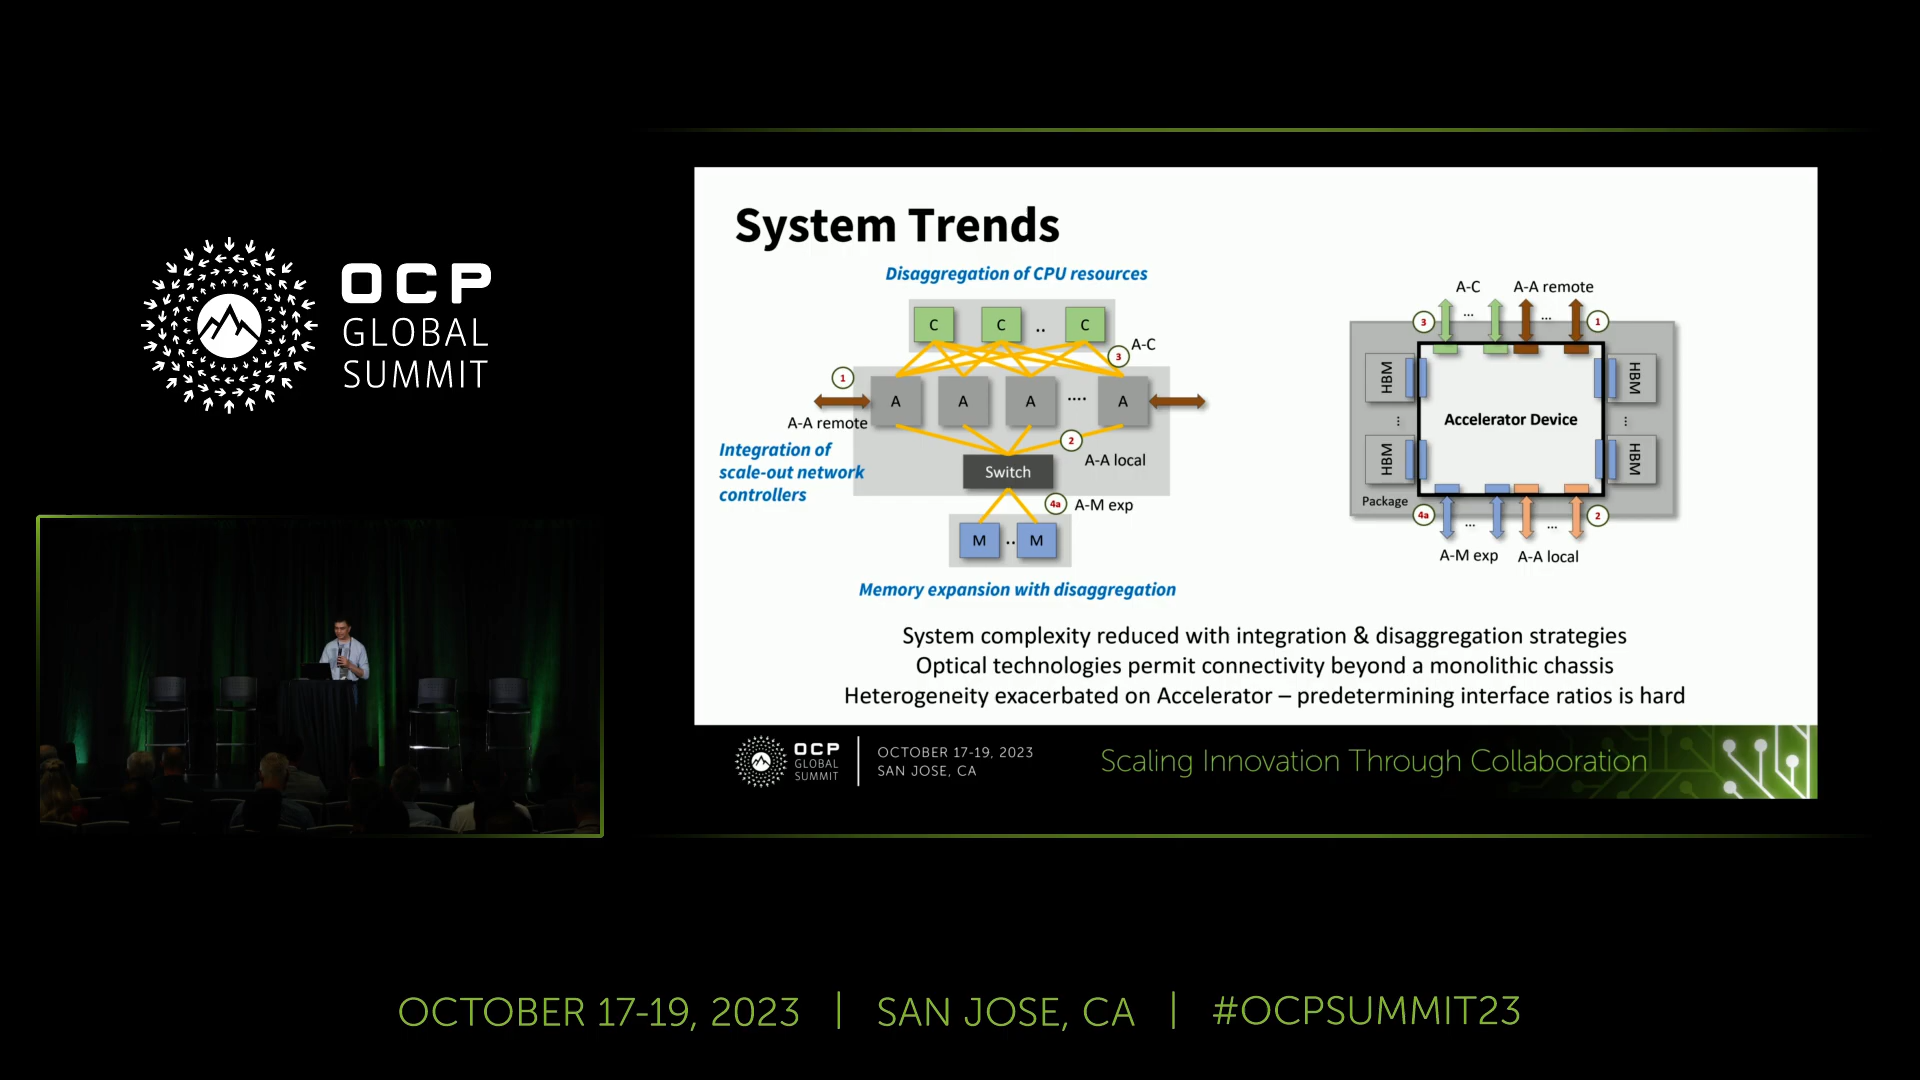 OCP
GLOBAL
SUMMIT
System Trends
Disaggregation of CPU resources
C
C
..
C
A-C
3
1
A
A
A
....
A
A-A remote
2
Integration of
scale-out network
controllers
A-A local
Switch
4a
A-M exp
M
..
M
Memory expansion with disaggregation
A-C
A-A remote
3
...
...
1
HBM
HBM
Accelerator Device
...
...
HBM
HBM
Package
4a
...
...
2
A-M exp
A-A local
System complexity reduced with integration & disaggregation strategies
Optical technologies permit connectivity beyond a monolithic chassis
Heterogeneity exacerbated on Accelerator – predetermining interface ratios is hard
OCP
GLOBAL
SUMMIT
OCTOBER 17-19, 2023
SAN JOSE, CA
Scaling Innovation Through Collaboration
OCTOBER 17-19, 2023 | SAN JOSE, CA | #OCPSUMMIT23